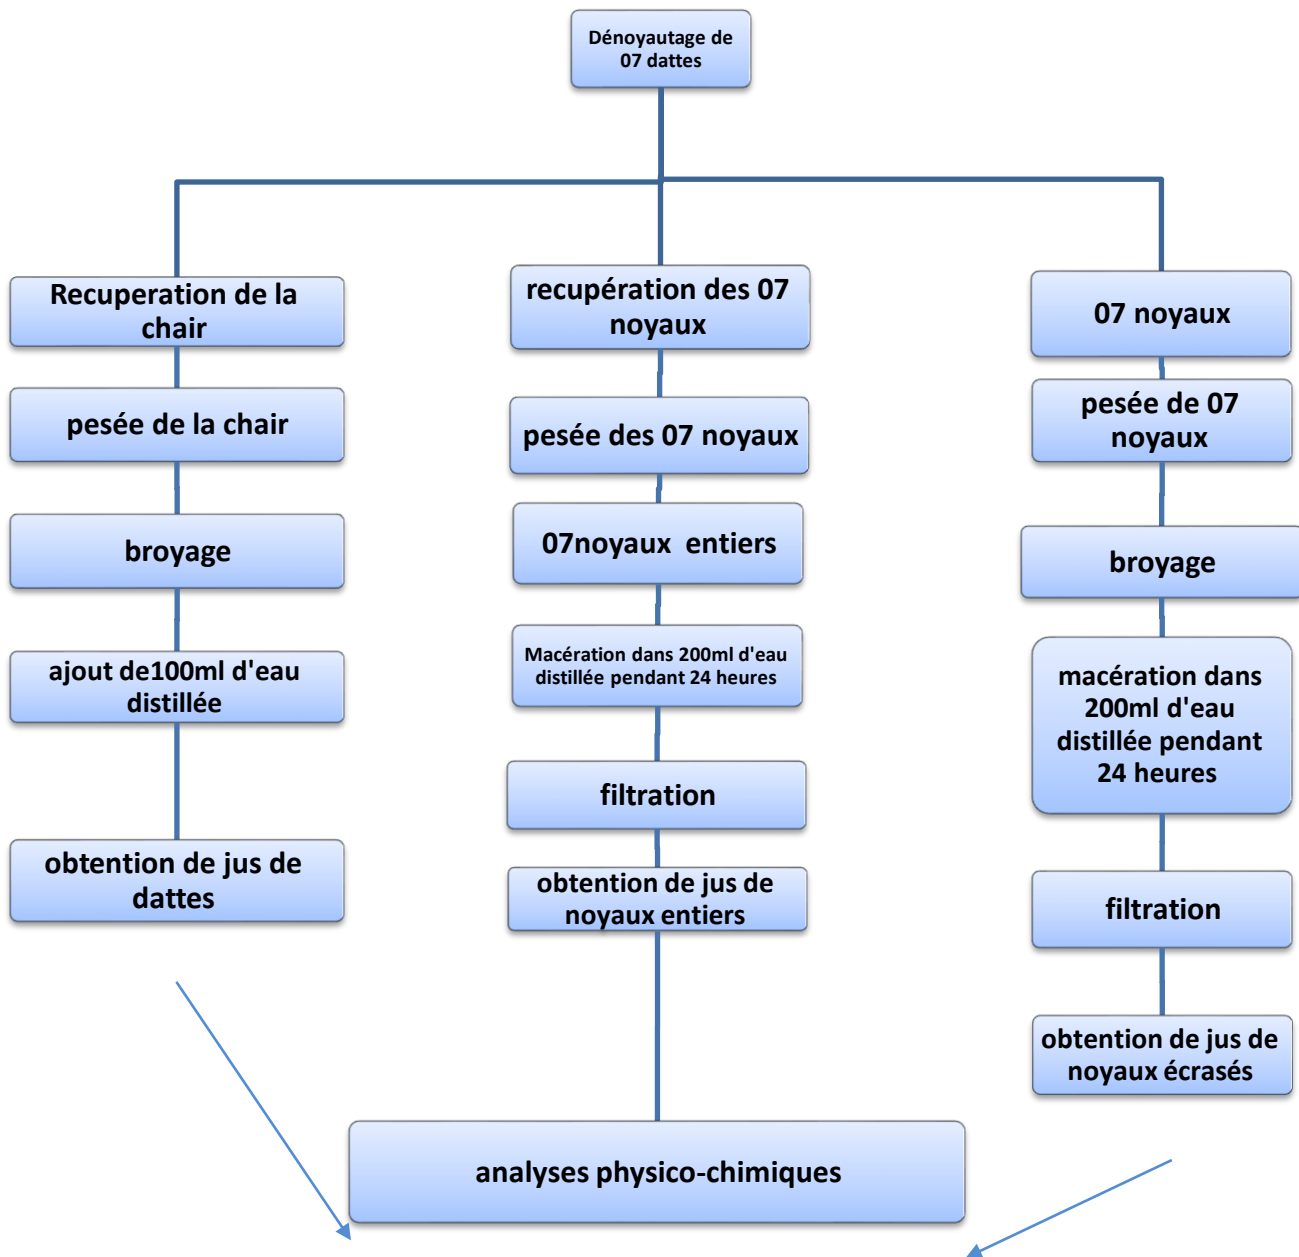 Dénoyautage de
07 dattes
Recuperation de la
chair
pesée de la chair
broyage
ajout de100ml d'eau
distillée
obtention de jus de
dattes
recupération des 07
noyaux
pesée des 07 noyaux
07noyaux entiers
Macération dans 200ml d'eau
distillée pendant 24 heures
filtration
obtention de jus de
noyaux entiers
07 noyaux
pesée de 07
noyaux
broyage
macération dans
200ml d'eau
distillée pendant
24 heures
filtration
obtention de jus de
noyaux écrasés
analyses physico-chimiques